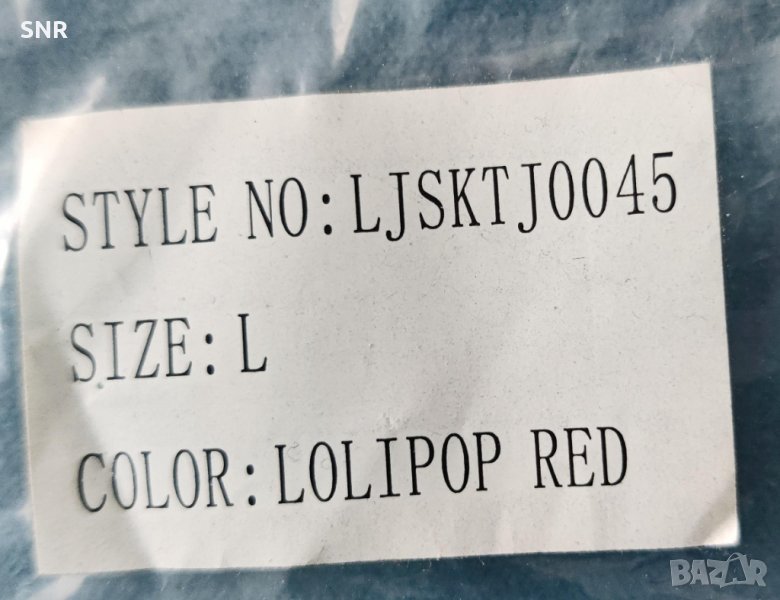 SNR
STYLE NO:LJSKTJ0045
SIZE:L
COLOR:LOLIPOP RED
BAZAR